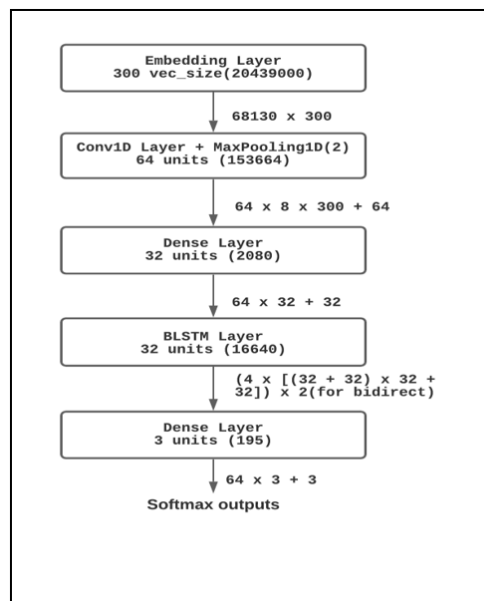 Embedding Layer
300 vec_size(20439000)
68130 x 300
Conv1D Layer + MaxPooling1D(2)
64 units (153664)
64 x 8 x 300 + 64
Dense Layer
32 units (2080)
64 x 32 + 32
BLSTM Layer
32 units (16640)
(4 x [(32 + 32) x 32 +
32]) x 2(for bidirect)
Dense Layer
3 units (195)
64 x 3 + 3
Softmax outputs